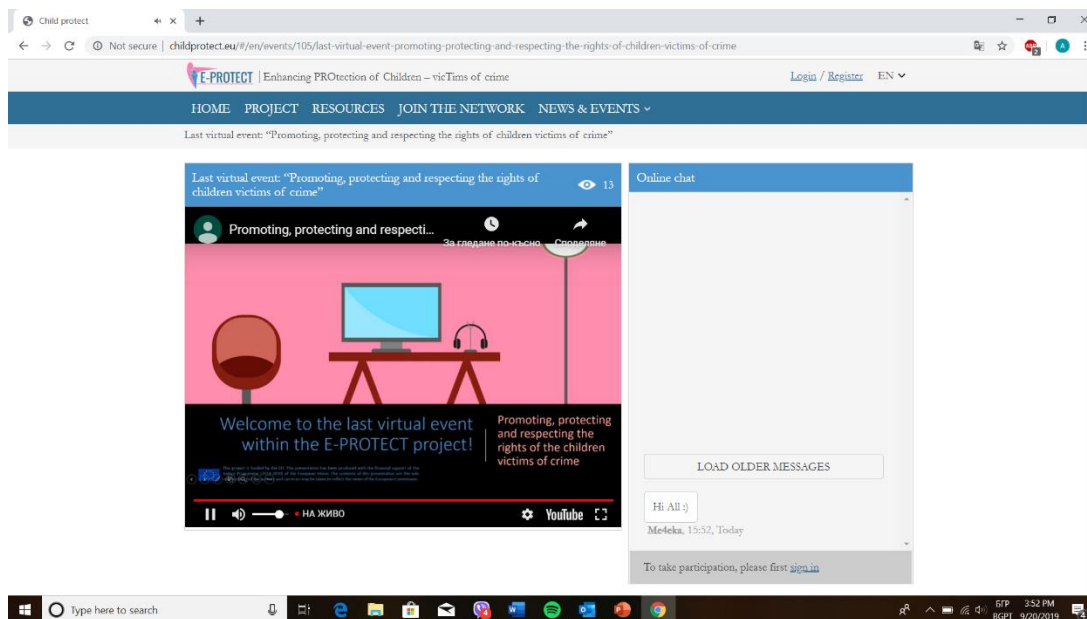 Child protect
Not secure | childprotect.eu/#/en/events/105/last-virtual-event-promoting-protecting-and-respecting-the-rights-of-children-victims-of-crime
E-PROTECT | Enhancing PROtection of Children – vicTims of crime
Login / Register EN
HOME PROJECT RESOURCES JOIN THE NETWORK NEWS & EVENTS
Last virtual event: “Promoting, protecting and respecting the rights of children victims of crime”
Last virtual event: “Promoting, protecting and respecting the rights of
children victims of crime”
13
Promoting, protecting and respecti...
За гледане по-късно
Споделяне
Welcome to the last virtual event
within the E-PROTECT project!
Promoting, protecting
and respecting the
rights of the children
victims of crime
НА ЖИВО
YouTube
Online chat
LOAD OLDER MESSAGES
Hi All :)
Me4eka, 15:52, Today
To take participation, please first sign in
Type here to search
БГР
BGPT
3:52 PM
9/20/2019